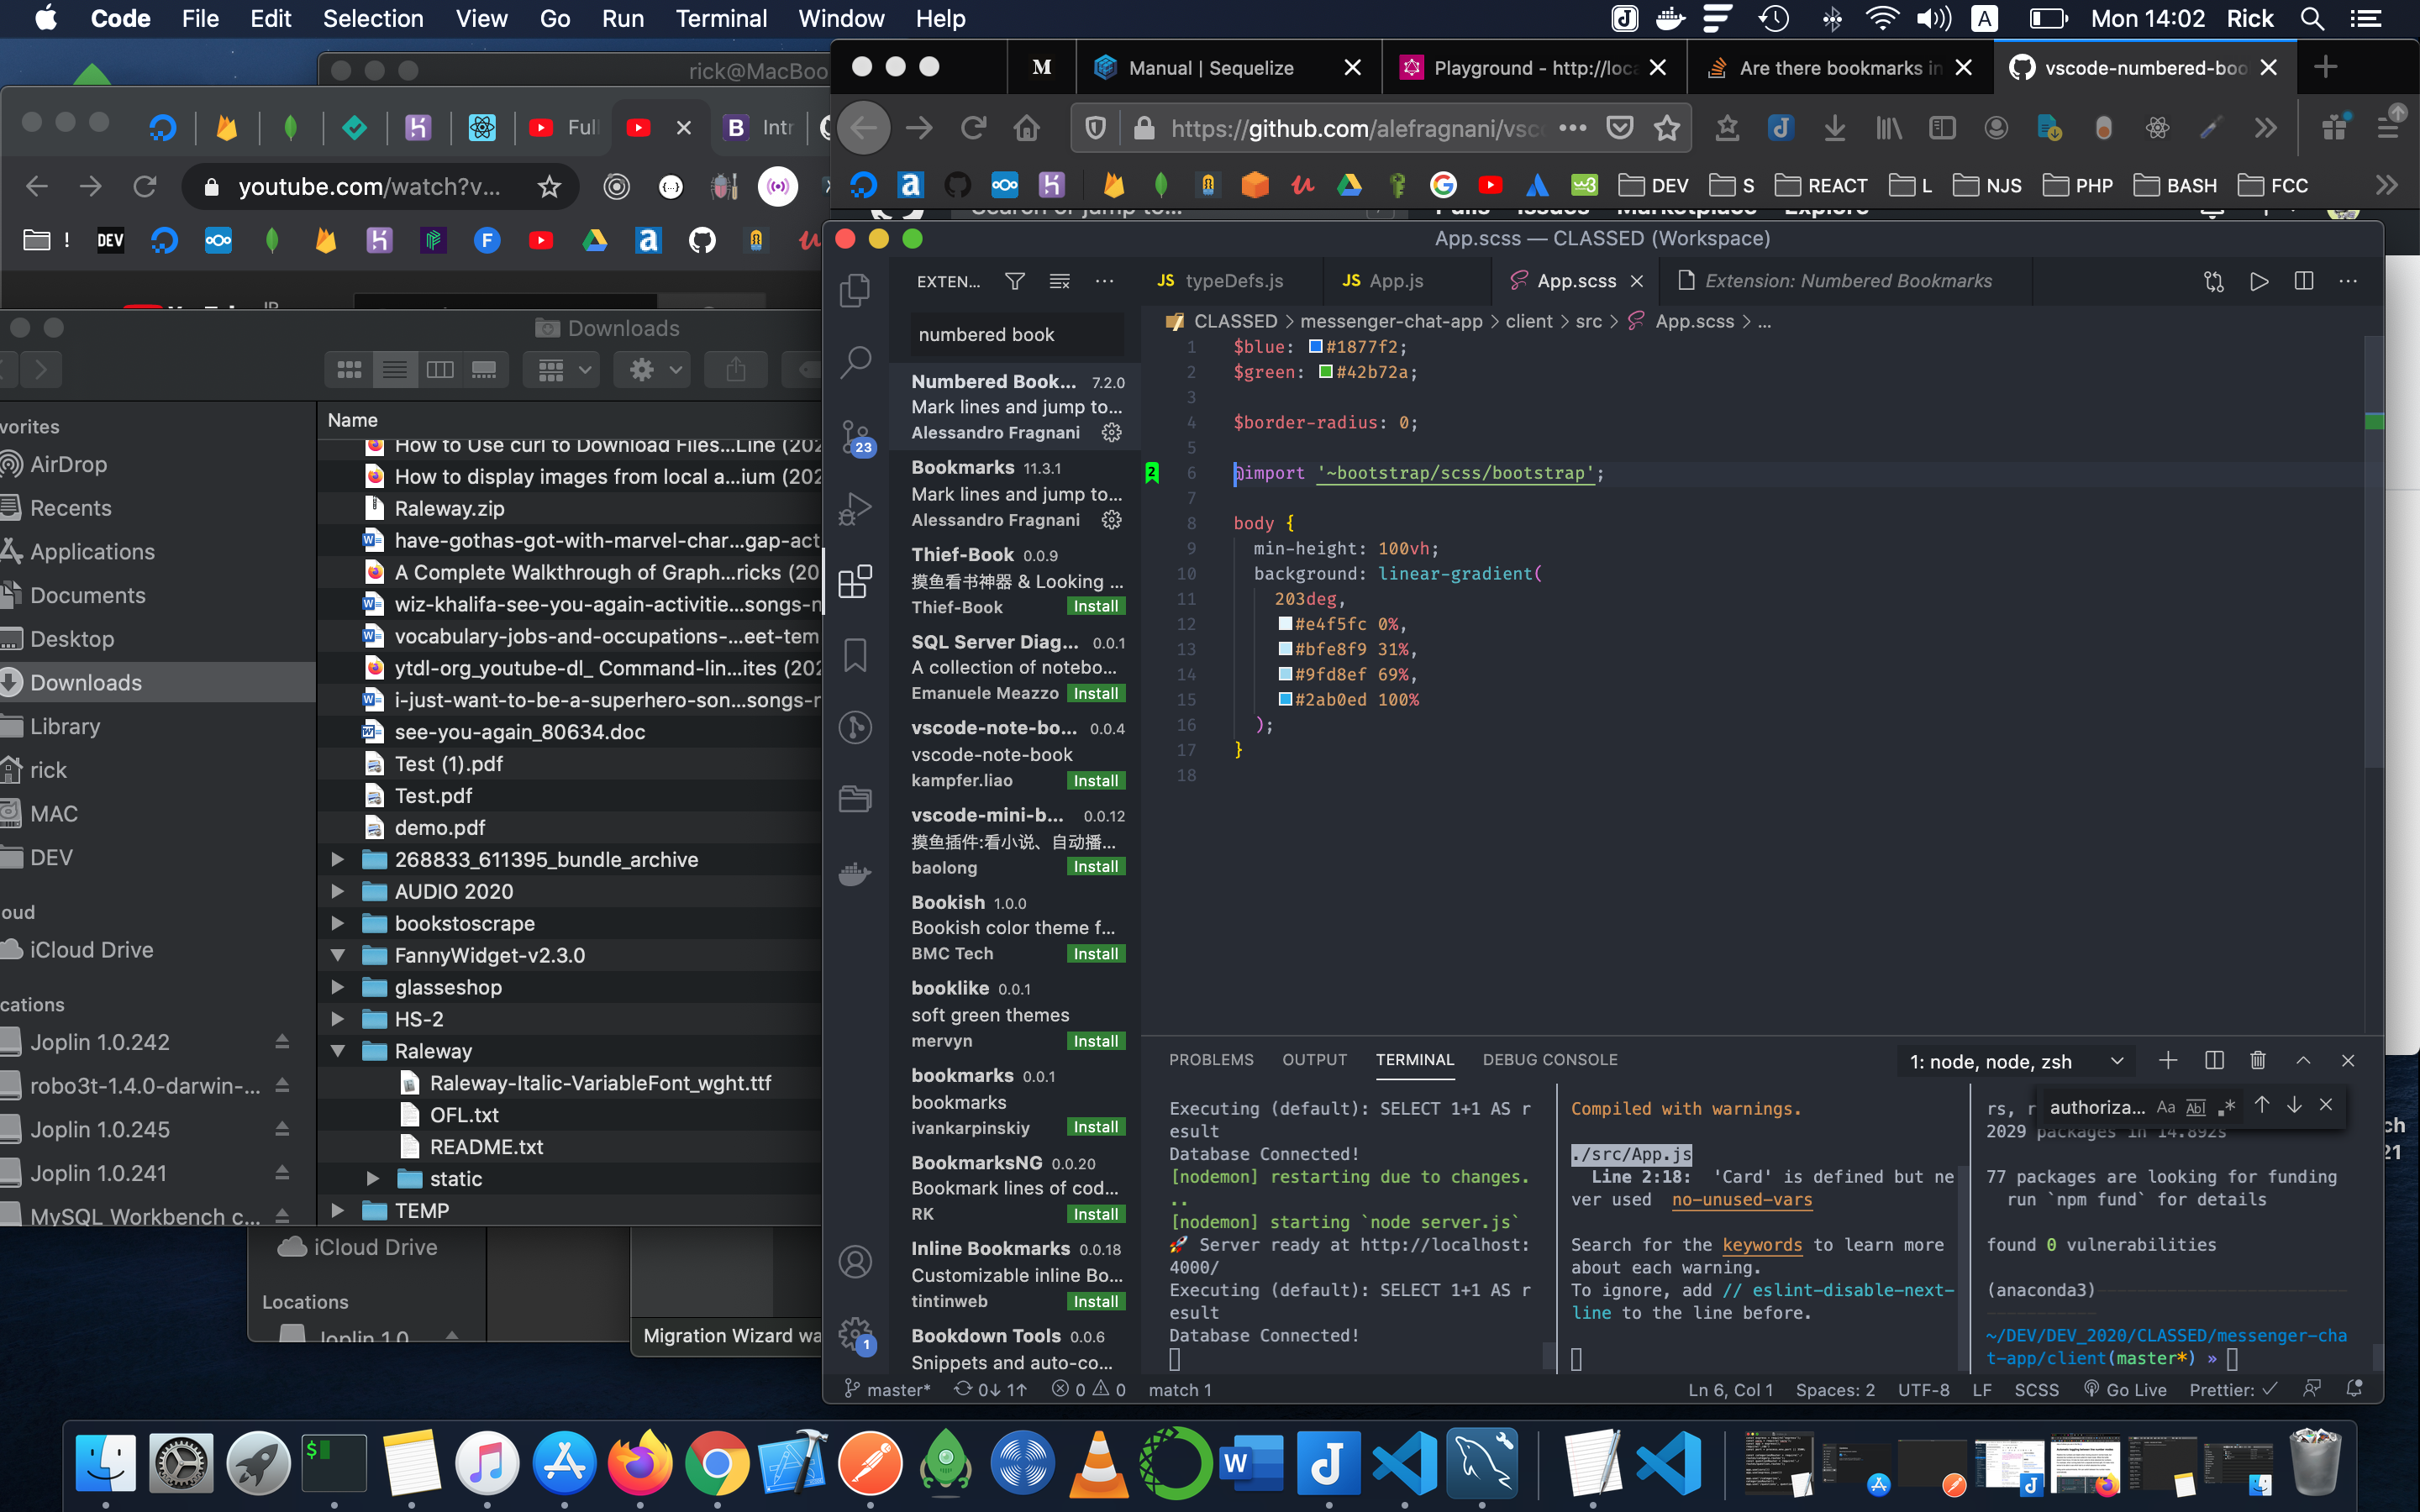 Code File Edit Selection View Go Run Terminal Window Help
A Mon 14:02 Rick
rick@MacBoo
M Manual | Sequelize Playground - http://loca Are there bookmarks in vscode-numbered-boo
Full Intr
https://github.com/alefragnani/vsc
youtube.com/watch?v...
DEV S REACT L NJS PHP BASH FCC
! DEV
Downloads
Name
vorites
AirDrop
Recents
Applications
Documents
Desktop
Downloads
Library
rick
MAC
DEV
oud
iCloud Drive
cations
Joplin 1.0.242
robo3t-1.4.0-darwin-...
Joplin 1.0.245
Joplin 1.0.241
MySQL Workbench c...
How to Use curl to Download Files...Line (202
How to display images from local a...ium (202
Raleway.zip
have-gothas-got-with-marvel-char...gap-act
A Complete Walkthrough of Graph...ricks (20
wiz-khalifa-see-you-again-activitie...songs-n
vocabulary-jobs-and-occupations-...eet-tem
ytdl-org_youtube-dl_ Command-lin...ites (202
i-just-want-to-be-a-superhero-son...songs-r
see-you-again_80634.doc
Test (1).pdf
Test.pdf
demo.pdf
268833_611395_bundle_archive
AUDIO 2020
bookstoscrape
FannyWidget-v2.3.0
glasseshop
HS-2
Raleway
Raleway-Italic-VariableFont_wght.ttf
OFL.txt
README.txt
static
TEMP
iCloud Drive
Locations
Joplin 1.0
Migration Wizard wa
App.scss — CLASSED (Workspace)
EXTEN...
numbered book
Numbered Book... 7.2.0
Mark lines and jump to...
Alessandro Fragnani
Bookmarks 11.3.1
Mark lines and jump to...
Alessandro Fragnani
Thief-Book 0.0.9
摸鱼看书神器 & Looking ...
Thief-Book Install
SQL Server Diag... 0.0.1
A collection of notebo...
Emanuele Meazzo Install
vscode-note-bo... 0.0.4
vscode-note-book
kampfer.liao Install
vscode-mini-b... 0.0.12
摸鱼插件:看小说、自动播...
baolong Install
Bookish 1.0.0
Bookish color theme f...
BMC Tech Install
booklike 0.0.1
soft green themes
mervyn Install
bookmarks 0.0.1
bookmarks
ivankarpinskiy Install
BookmarksNG 0.0.20
Bookmark lines of cod...
RK Install
Inline Bookmarks 0.0.18
Customizable inline Bo...
tintinweb Install
Bookdown Tools 0.0.6
Snippets and auto-co...
23
1
JS typeDefs.js JS App.js App.scss Extension: Numbered Bookmarks
CLASSED > messenger-chat-app > client > src > App.scss > ...
1 $blue: #1877f2;
2 $green: #42b72a;
3
4 $border-radius: 0;
5
2 6 @import '~bootstrap/scss/bootstrap';
7
8 body {
9 min-height: 100vh;
10 background: linear-gradient(
11 203deg,
12 #e4f5fc 0%,
13 #bfe8f9 31%,
14 #9fd8ef 69%,
15 #2ab0ed 100%
16 );
17 }
18
PROBLEMS OUTPUT TERMINAL DEBUG CONSOLE 1: node, node, zsh
Executing (default): SELECT 1+1 AS r
esult
Database Connected!
[nodemon] restarting due to changes.
..
[nodemon] starting `node server.js`
🚀 Server ready at http://localhost:
4000/
Executing (default): SELECT 1+1 AS r
esult
Database Connected!
Compiled with warnings.
./src/App.js
Line 2:18: 'Card' is defined but ne
ver used no-unused-vars
Search for the keywords to learn more
about each warning.
To ignore, add // eslint-disable-next-
line to the line before.
authoriza... Aa Abl .*
rs, r
2029 packages in 14.892s
77 packages are looking for funding
run `npm fund` for details
found 0 vulnerabilities
(anaconda3)
~/DEV/DEV_2020/CLASSED/messenger-cha
t-app/client(master*) »
master* 0↓ 1↑ 0 0 match 1 Ln 6, Col 1 Spaces: 2 UTF-8 LF SCSS Go Live Prettier: ✓
ch
21